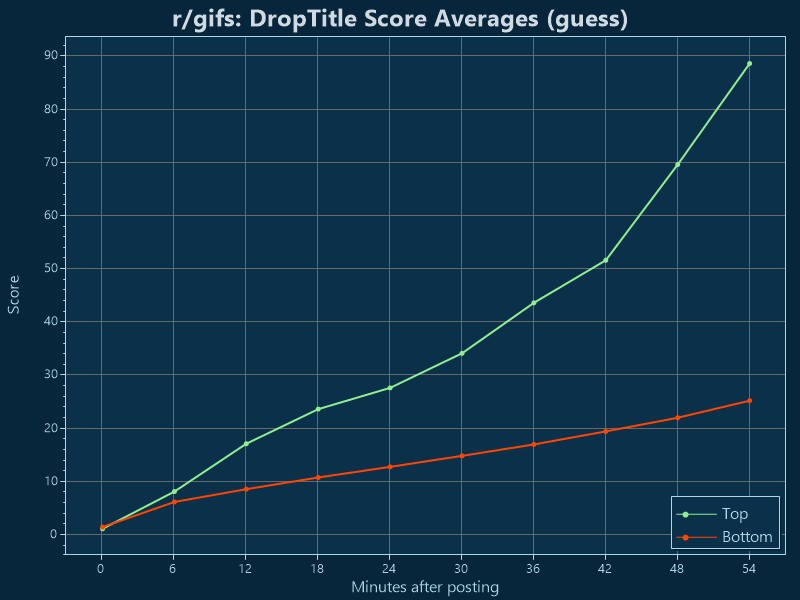 r/gifs: DropTitle Score Averages (guess)
90
80
70
60
50
40
30
20
10
0
Score
0 6 12 18 24 30 36 42 48 54
Minutes after posting
Top
Bottom